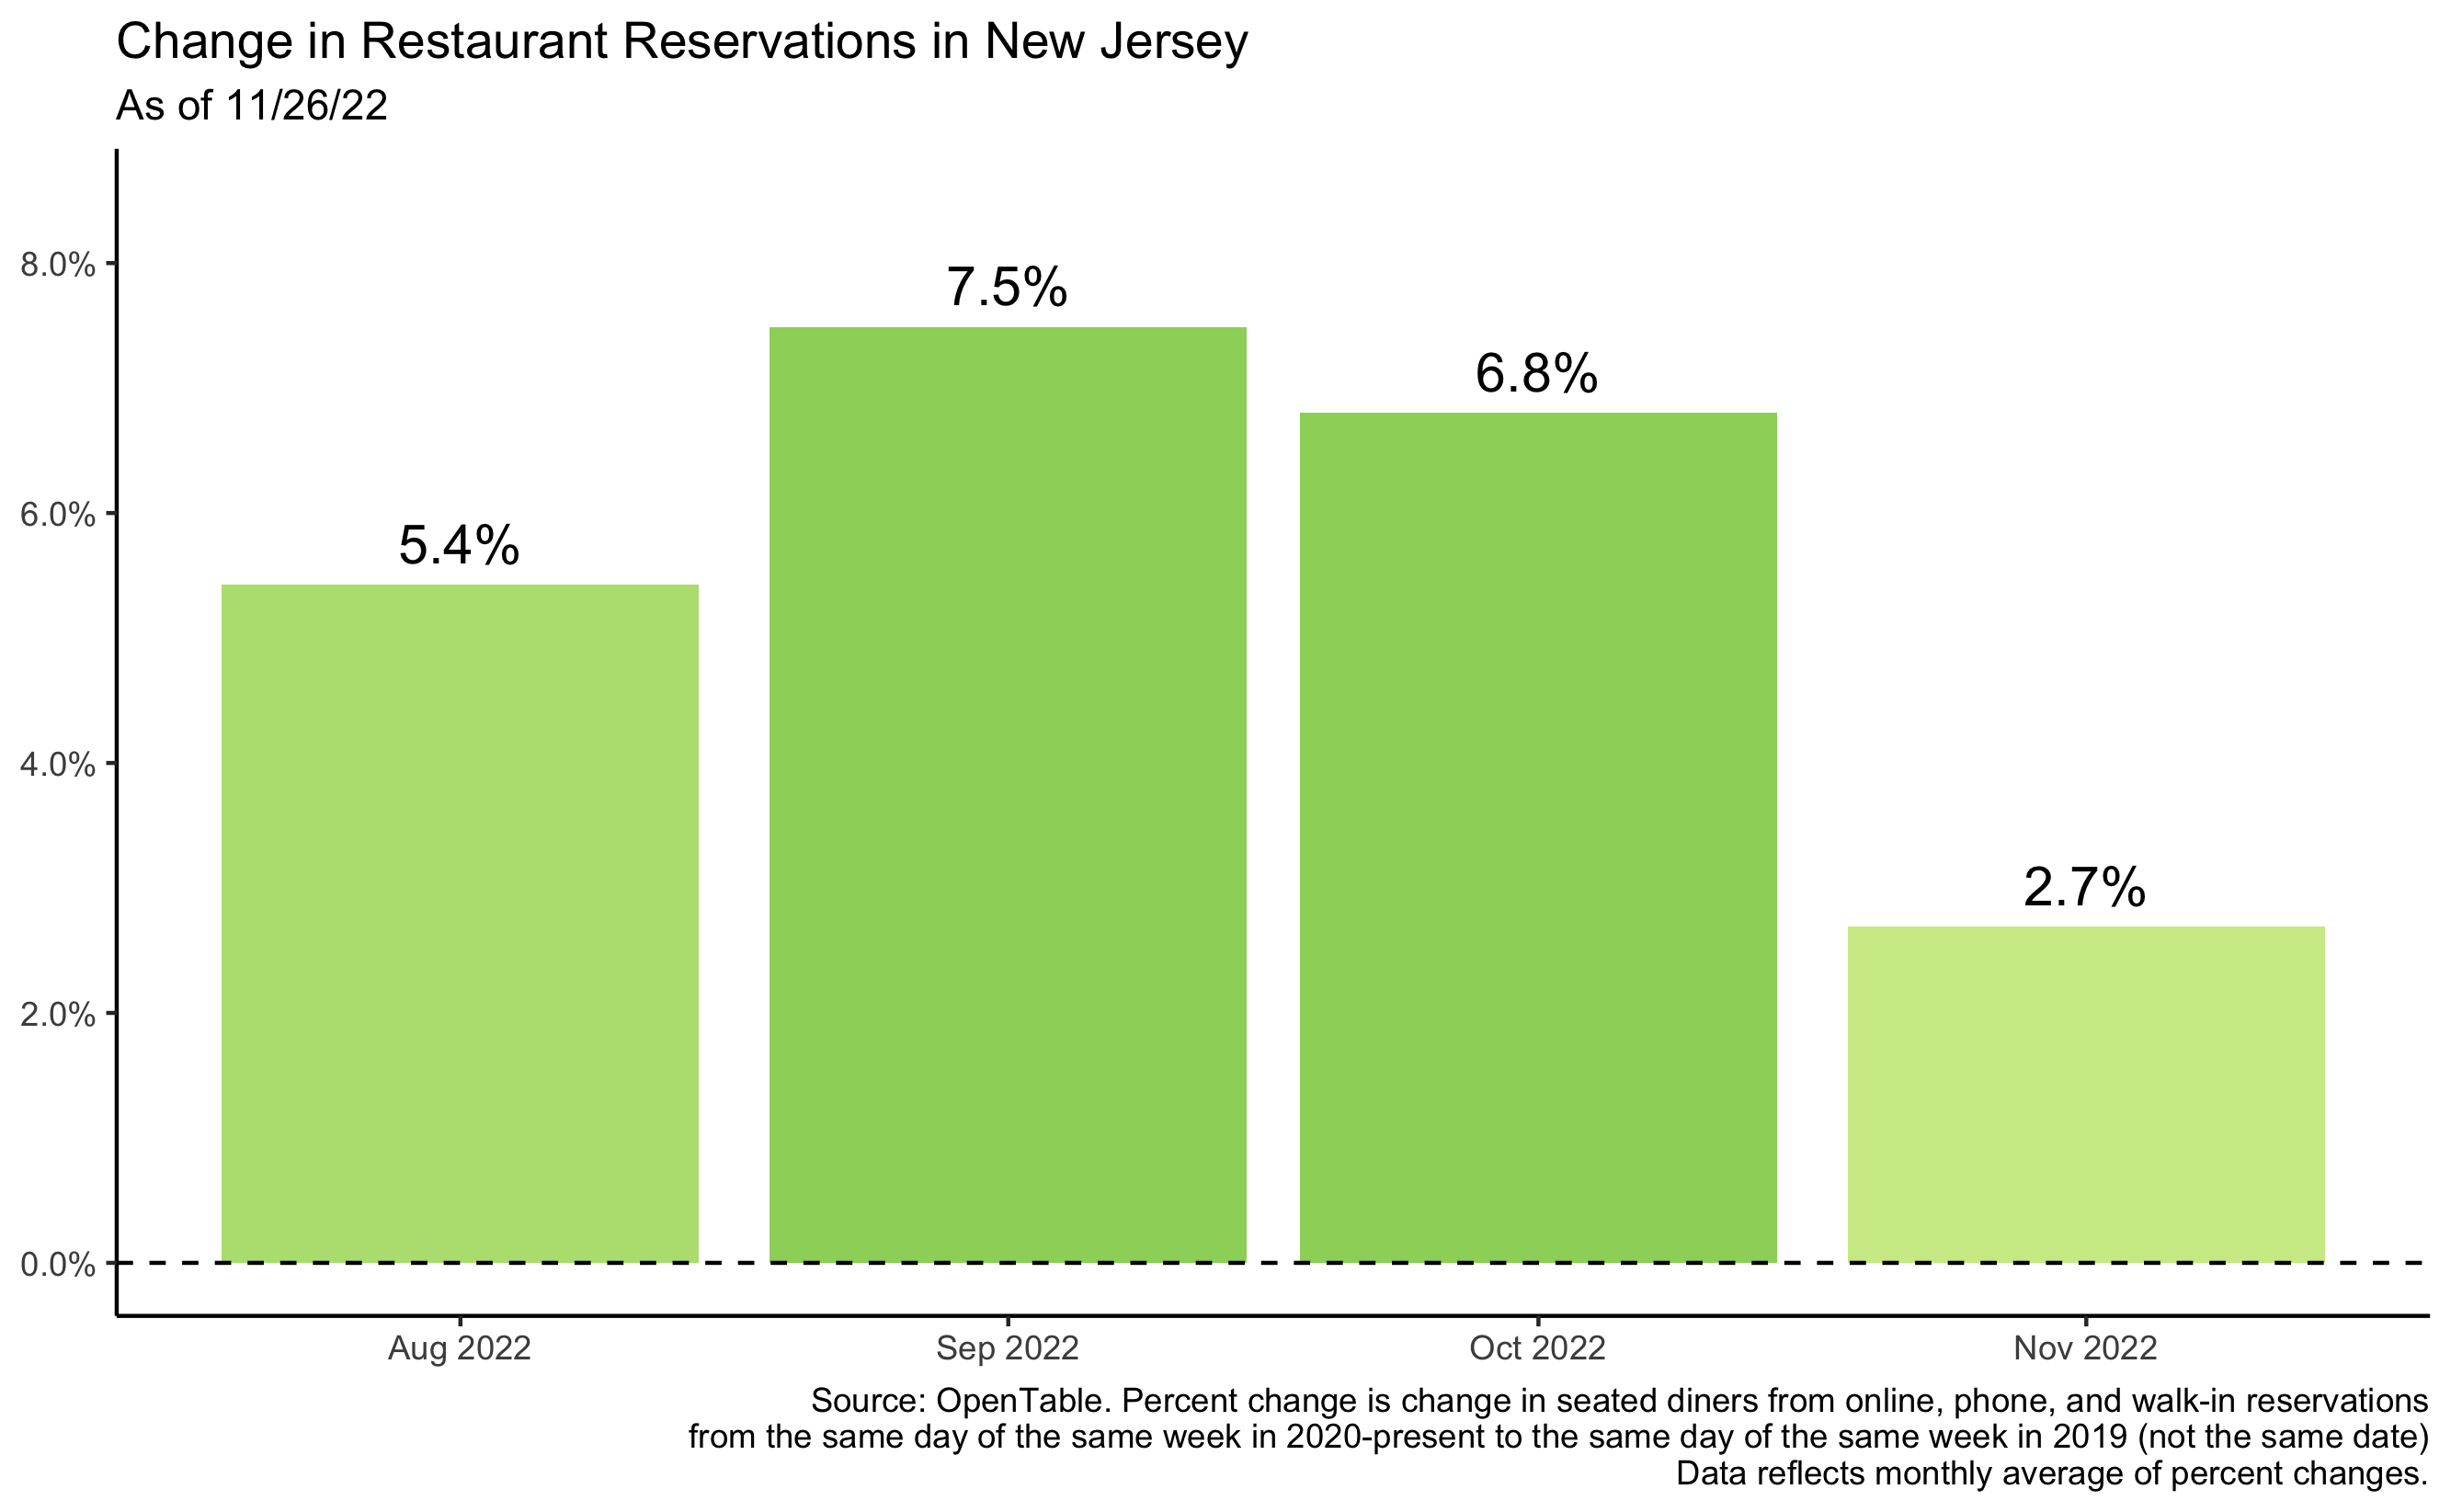 Change in Restaurant Reservations in New Jersey
As of 11/26/22
8.0%
6.0%
4.0%
2.0%
0.0%
5.4%
7.5%
6.8%
2.7%
Aug 2022
Sep 2022
Oct 2022
Nov 2022
Source: OpenTable. Percent change is change in seated diners from online, phone, and walk-in reservations
from the same day of the same week in 2020-present to the same day of the same week in 2019 (not the same date)
Data reflects monthly average of percent changes.